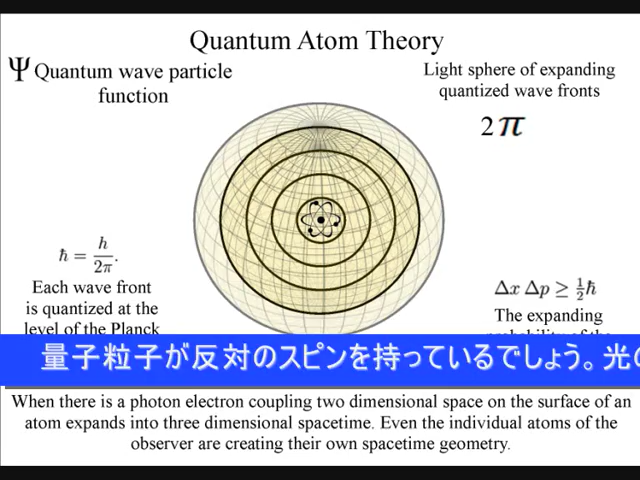 Quantum Atom Theory
Ψ Quantum wave particle
function
Light sphere of expanding
quantized wave fronts
2π
ħ = h/2π.
Each wave front
is quantized at the
level of the Planck
Δx Δp ≥ ½ħ
The expanding
量子粒子が反対のスピンを持っているでしょう。光の
When there is a photon electron coupling two dimensional space on the surface of an
atom expands into three dimensional spacetime. Even the individual atoms of the
observer are creating their own spacetime geometry.